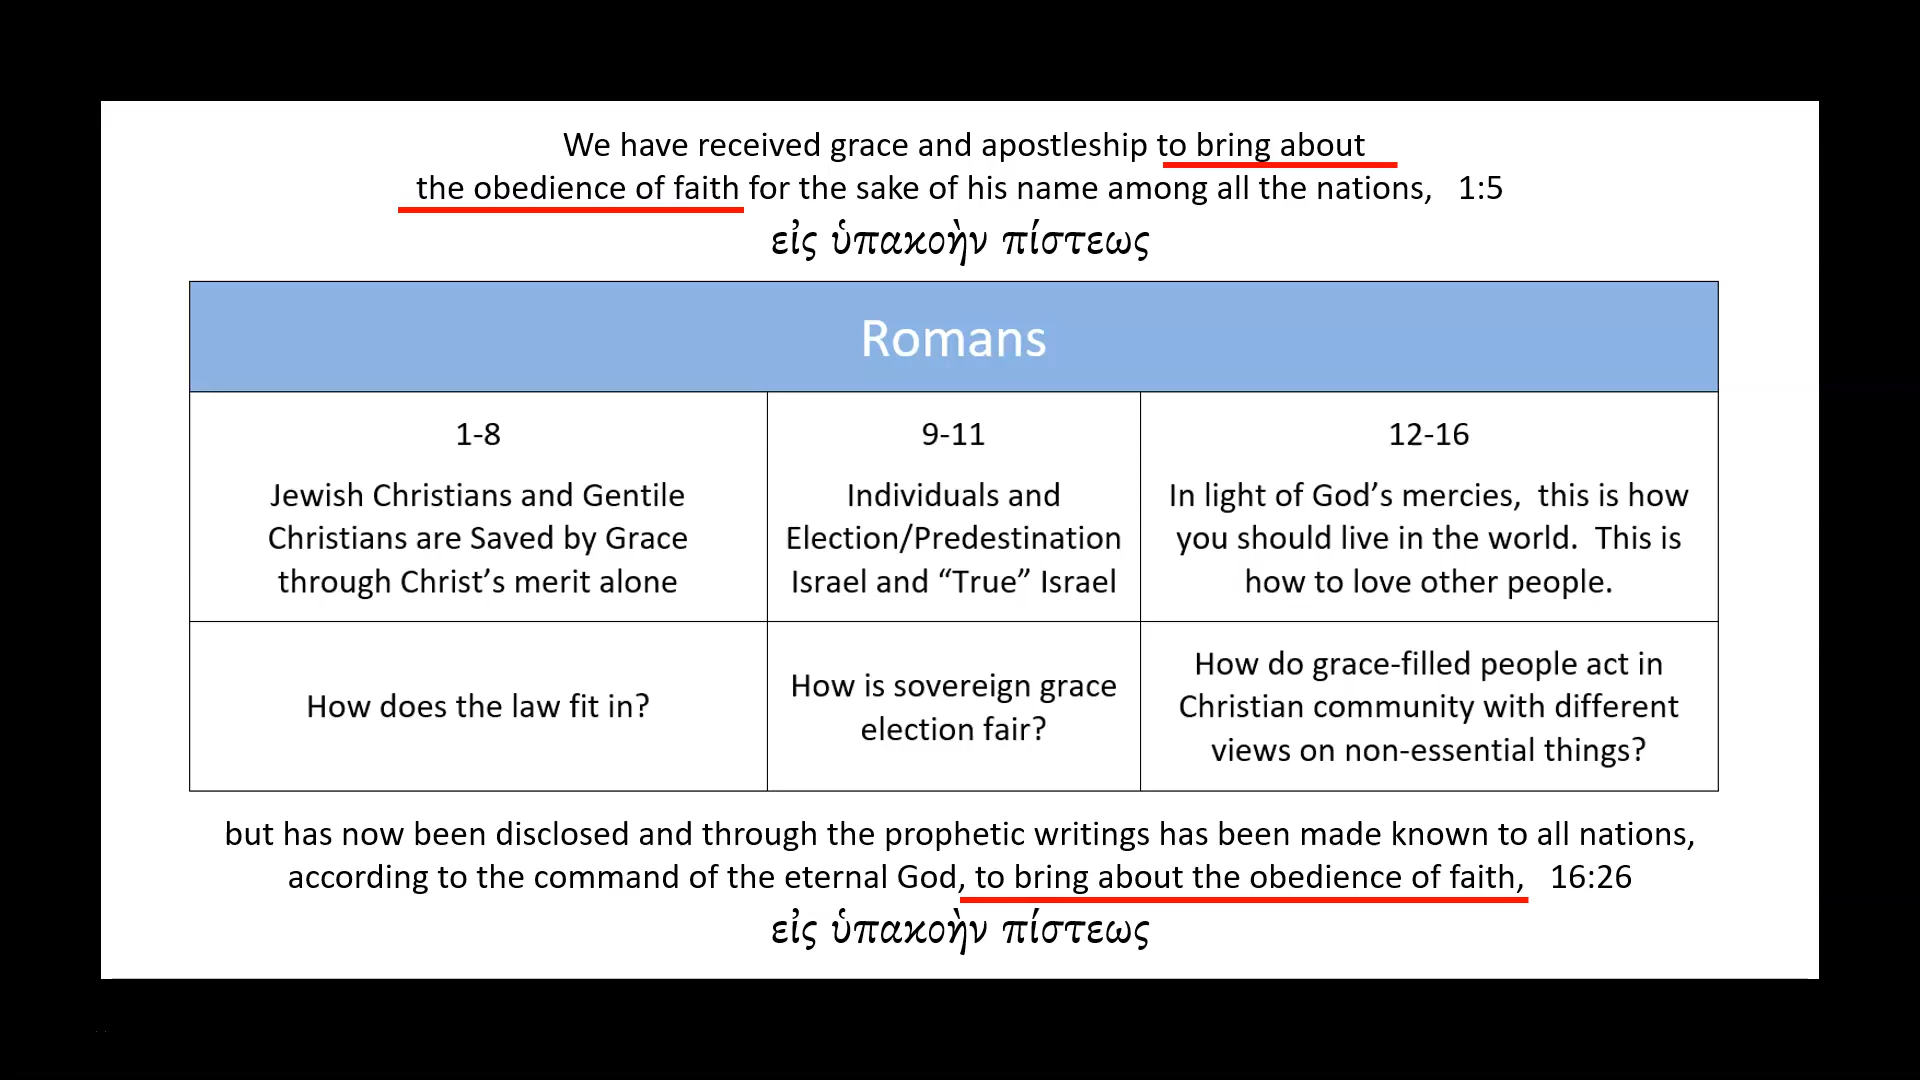 We have received grace and apostleship to bring about
the obedience of faith for the sake of his name among all the nations, 1:5
εἰς ὑπακοὴν πίστεως
Romans
1-8
Jewish Christians and Gentile
Christians are Saved by Grace
through Christ’s merit alone
9-11
Individuals and
Election/Predestination
Israel and “True” Israel
12-16
In light of God’s mercies, this is how
you should live in the world. This is
how to love other people.
How does the law fit in?
How is sovereign grace
election fair?
How do grace-filled people act in
Christian community with different
views on non-essential things?
but has now been disclosed and through the prophetic writings has been made known to all nations,
according to the command of the eternal God, to bring about the obedience of faith, 16:26
εἰς ὑπακοὴν πίστεως